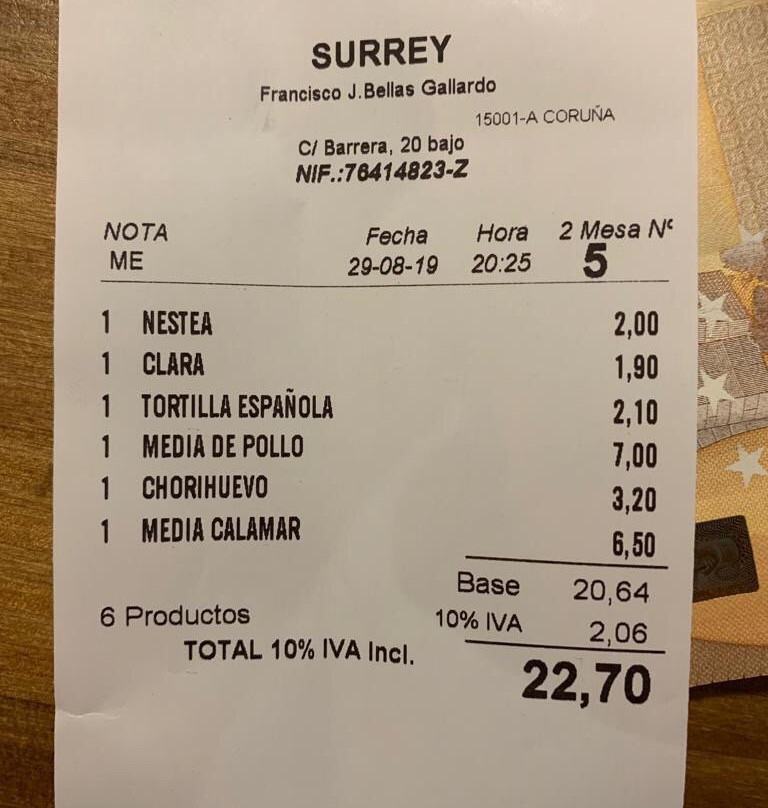 SURREY
Francisco J.Bellas Gallardo
15001-A CORUÑA
C/ Barrera, 20 bajo
NIF.:76414823-Z
NOTA Fecha Hora 2 Mesa Nº
ME 29-08-19 20:25 5
1 NESTEA 2,00
1 CLARA 1,90
1 TORTILLA ESPAÑOLA 2,10
1 MEDIA DE POLLO 7,00
1 CHORIHUEVO 3,20
1 MEDIA CALAMAR 6,50
Base 20,64
6 Productos 10% IVA 2,06
TOTAL 10% IVA Incl. 22,70